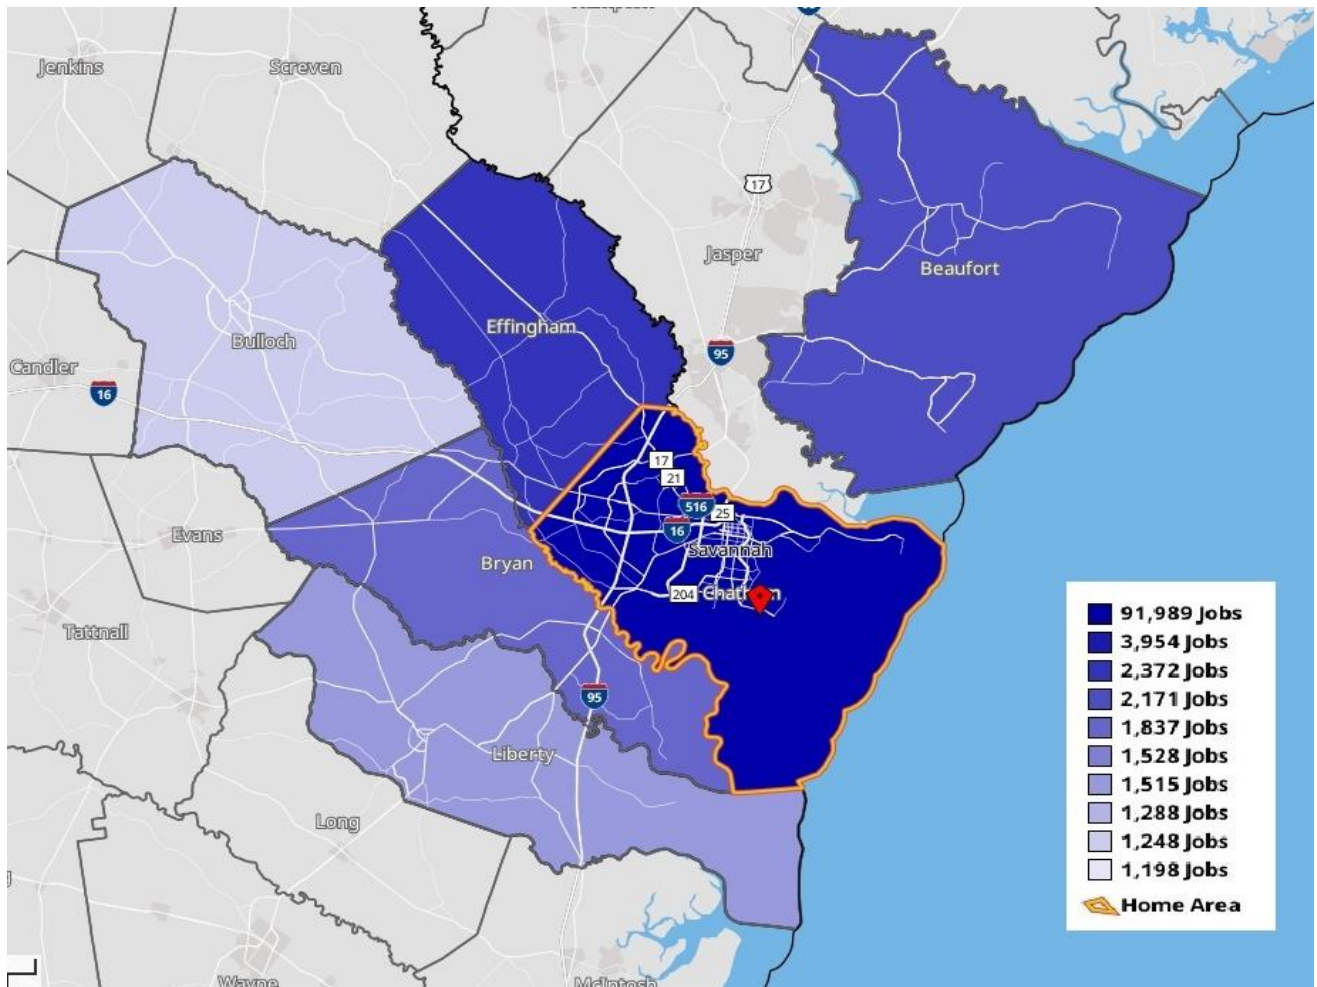 Jenkins
Screven
17
Jasper
Beaufort
Effingham
Bulloch
95
Candler
16
17
21
516
25
16
Savannah
Evans
Bryan
204
Chatham
Tattnall
95
Liberty
Long
Wayne
McIntosh
91,989 Jobs
3,954 Jobs
2,372 Jobs
2,171 Jobs
1,837 Jobs
1,528 Jobs
1,515 Jobs
1,288 Jobs
1,248 Jobs
1,198 Jobs
Home Area